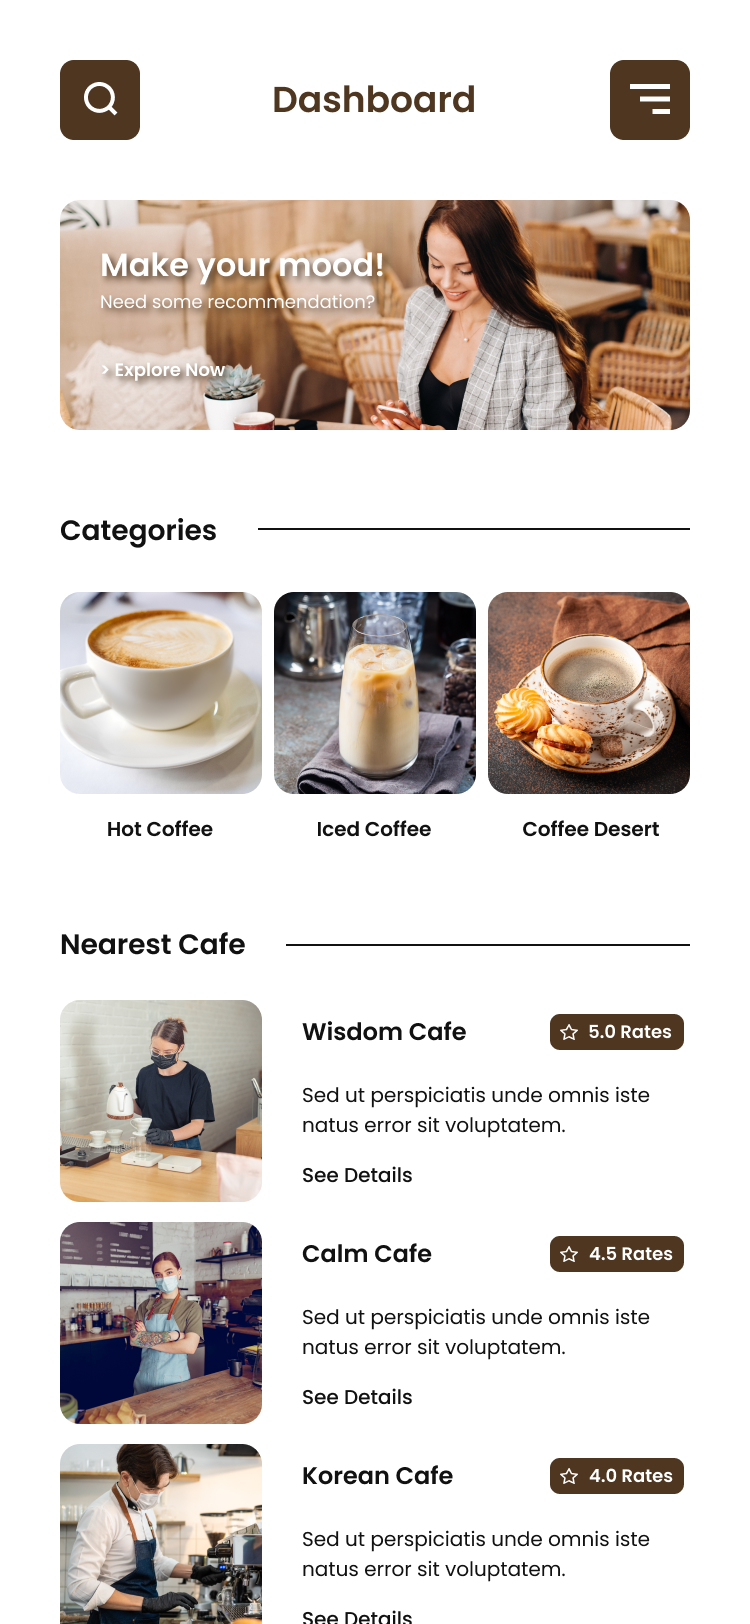 Dashboard
Make your mood!
Need some recommendation?
> Explore Now
Categories
Hot Coffee
Iced Coffee
Coffee Desert
Nearest Cafe
Wisdom Cafe
5.0 Rates
Sed ut perspiciatis unde omnis iste
natus error sit voluptatem.
See Details
Calm Cafe
4.5 Rates
Sed ut perspiciatis unde omnis iste
natus error sit voluptatem.
See Details
Korean Cafe
4.0 Rates
Sed ut perspiciatis unde omnis iste
natus error sit voluptatem.
See Details